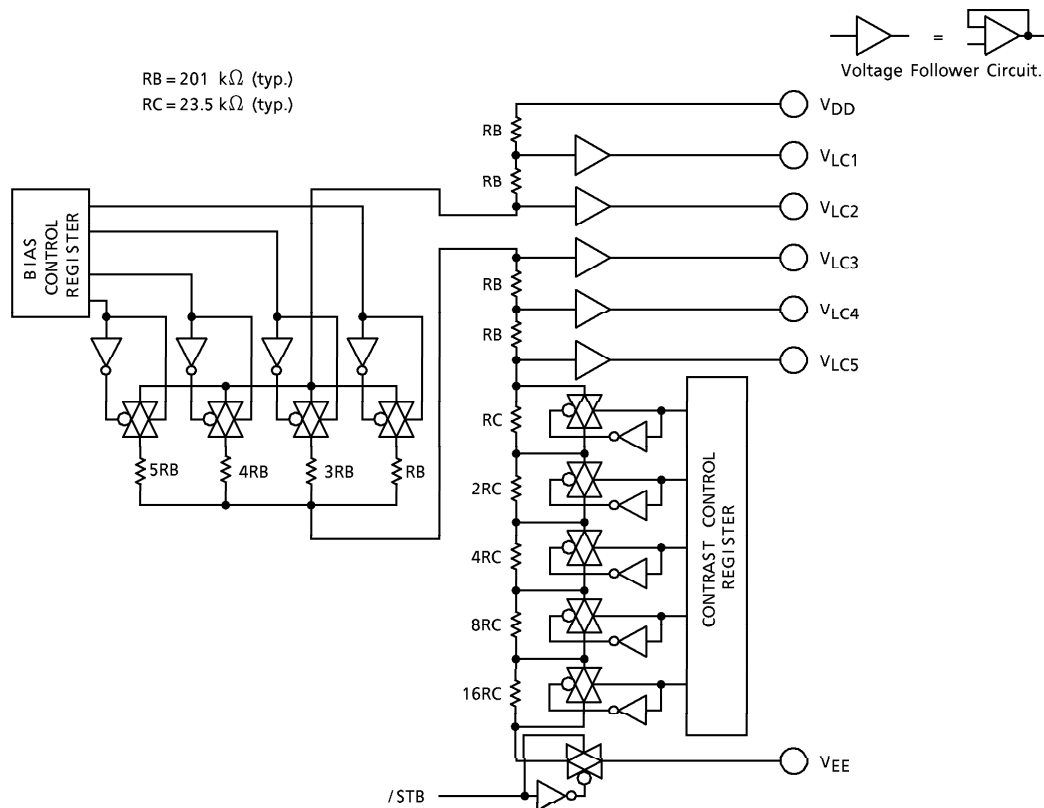 =
Voltage Follower Circuit.
RB = 201 kΩ (typ.)
RC = 23.5 kΩ (typ.)
VDD
RB
VLC1
RB
VLC2
BIAS
CONTROL
REGISTER
VLC3
RB
VLC4
RB
VLC5
RC
5RB
4RB
3RB
RB
2RC
4RC
8RC
16RC
CONTRAST CONTROL
REGISTER
VEE
/STB